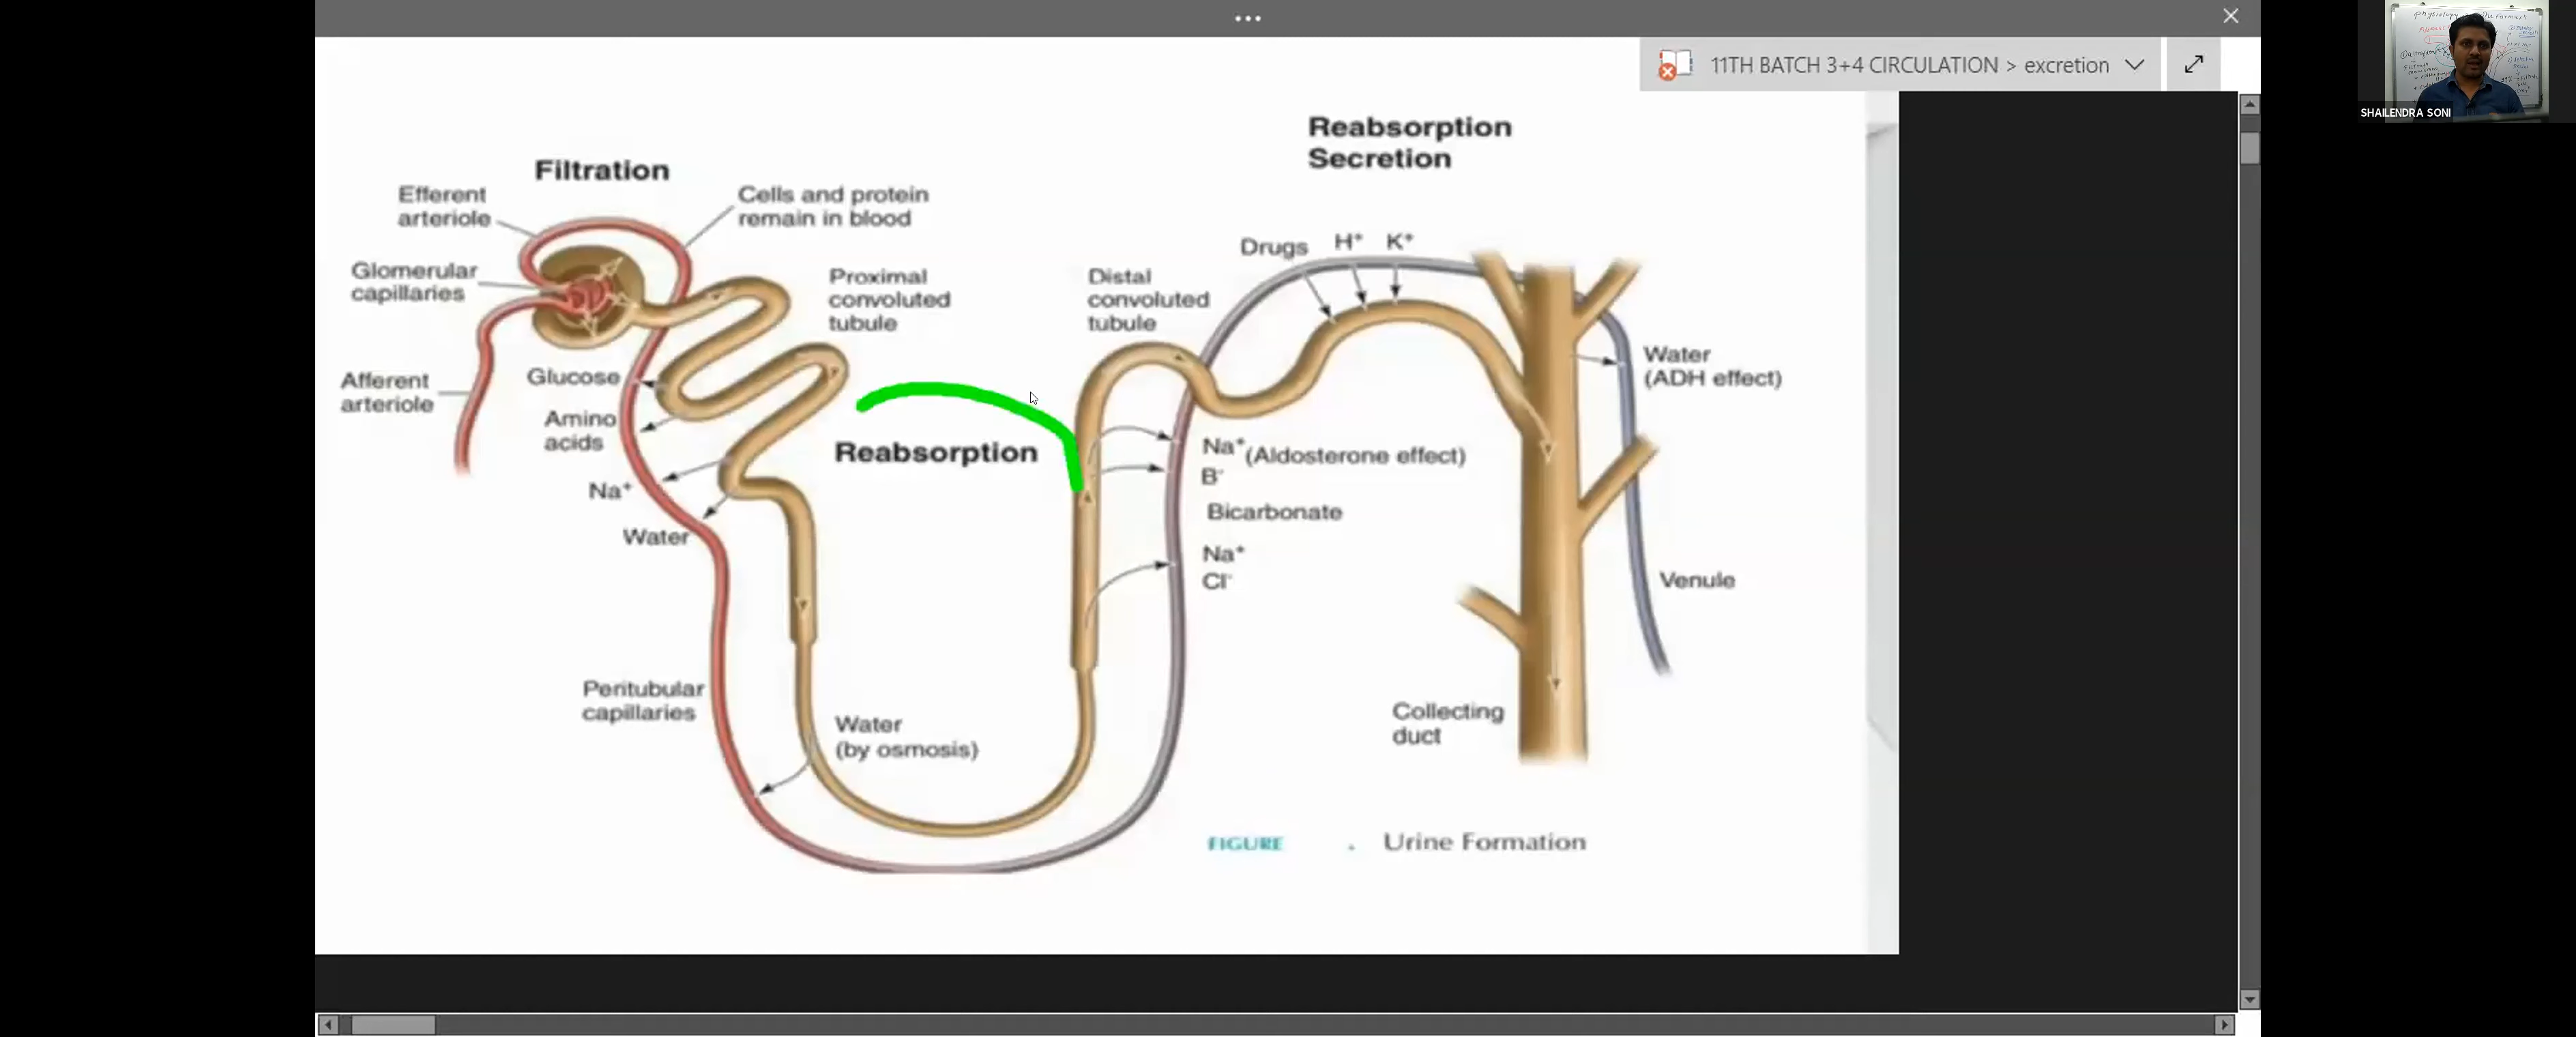 11TH BATCH 3+4 CIRCULATION > excretion
SHAILENDRA SONI
Reabsorption
Secretion
Filtration
Efferent
arteriole
Cells and protein
remain in blood
Glomerular
capillaries
Proximal
convoluted
tubule
Distal
convoluted
tubule
Drugs H+ K+
Water
(ADH effect)
Afferent
arteriole
Glucose
Amino
acids
Na+
Water
Reabsorption
Na+ (Aldosterone effect)
B-
Bicarbonate
Na+
Cl-
Venule
Peritubular
capillaries
Water
(by osmosis)
Collecting
duct
FIGURE . Urine Formation